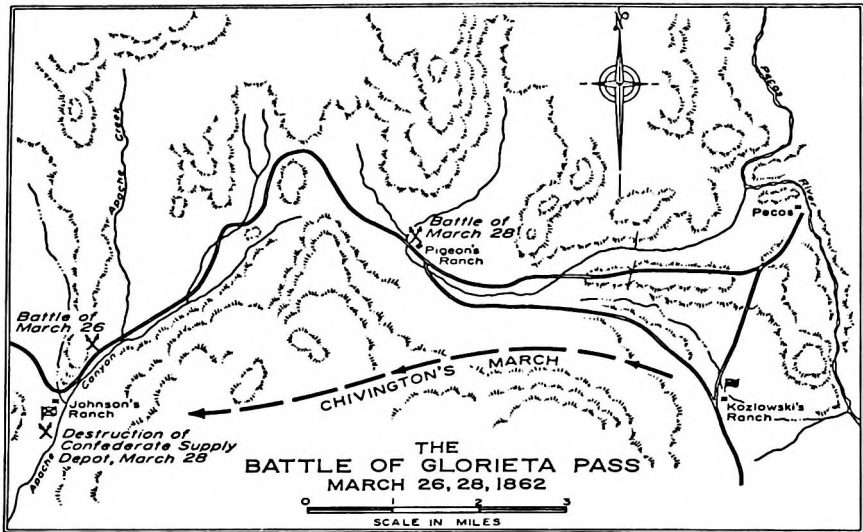 N
Pecos
River
Pecos
Apache Creek
Battle of
March 28
Pigeon's
Ranch
Battle of
March 26
Canyon
Apache
Johnson's
Ranch
Destruction of
Confederate Supply
Depot, March 28
CHIVINGTON'S MARCH
Kozlowski's
Ranch
THE
BATTLE OF GLORIETA PASS
MARCH 26, 28, 1862
0 1 2 3
SCALE IN MILES